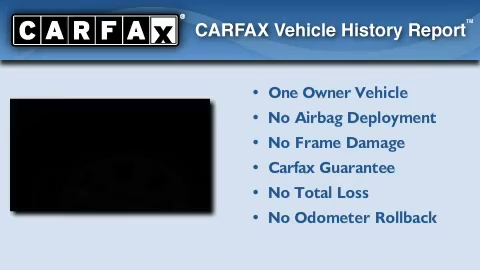 CARFAX® CARFAX Vehicle History Report™
• One Owner Vehicle
• No Airbag Deployment
• No Frame Damage
• Carfax Guarantee
• No Total Loss
• No Odometer Rollback